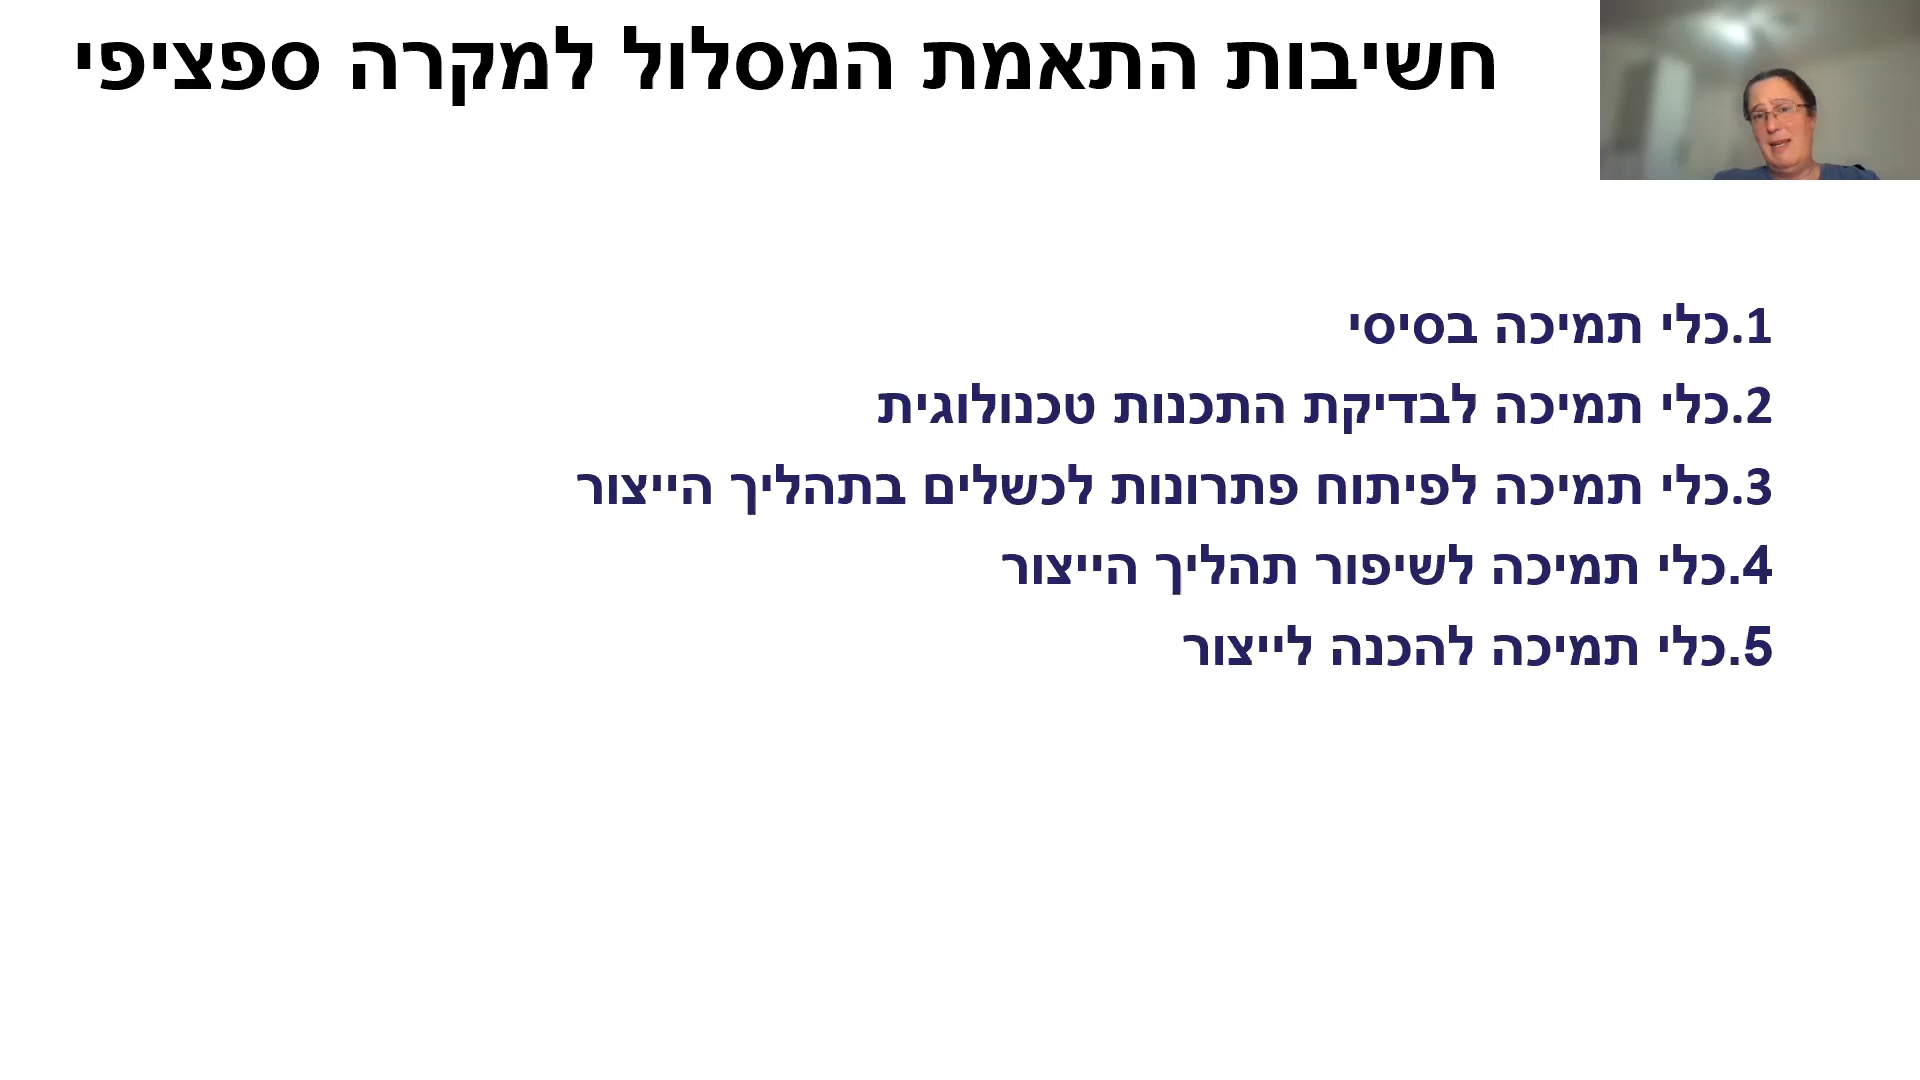 חשיבות התאמת המסלול למקרה ספציפי
1.כלי תמיכה בסיסי
2.כלי תמיכה לבדיקת התכנות טכנולוגית
3.כלי תמיכה לפיתוח פתרונות לכשלים בתהליך הייצור
4.כלי תמיכה לשיפור תהליך הייצור
5.כלי תמיכה להכנה לייצור